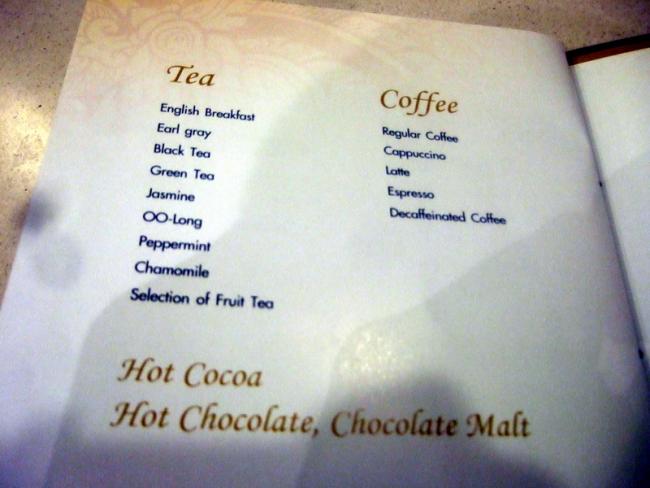 Tea
English Breakfast
Earl gray
Black Tea
Green Tea
Jasmine
OO-Long
Peppermint
Chamomile
Selection of Fruit Tea
Coffee
Regular Coffee
Cappuccino
Latte
Espresso
Decaffeinated Coffee
Hot Cocoa
Hot Chocolate, Chocolate Malt